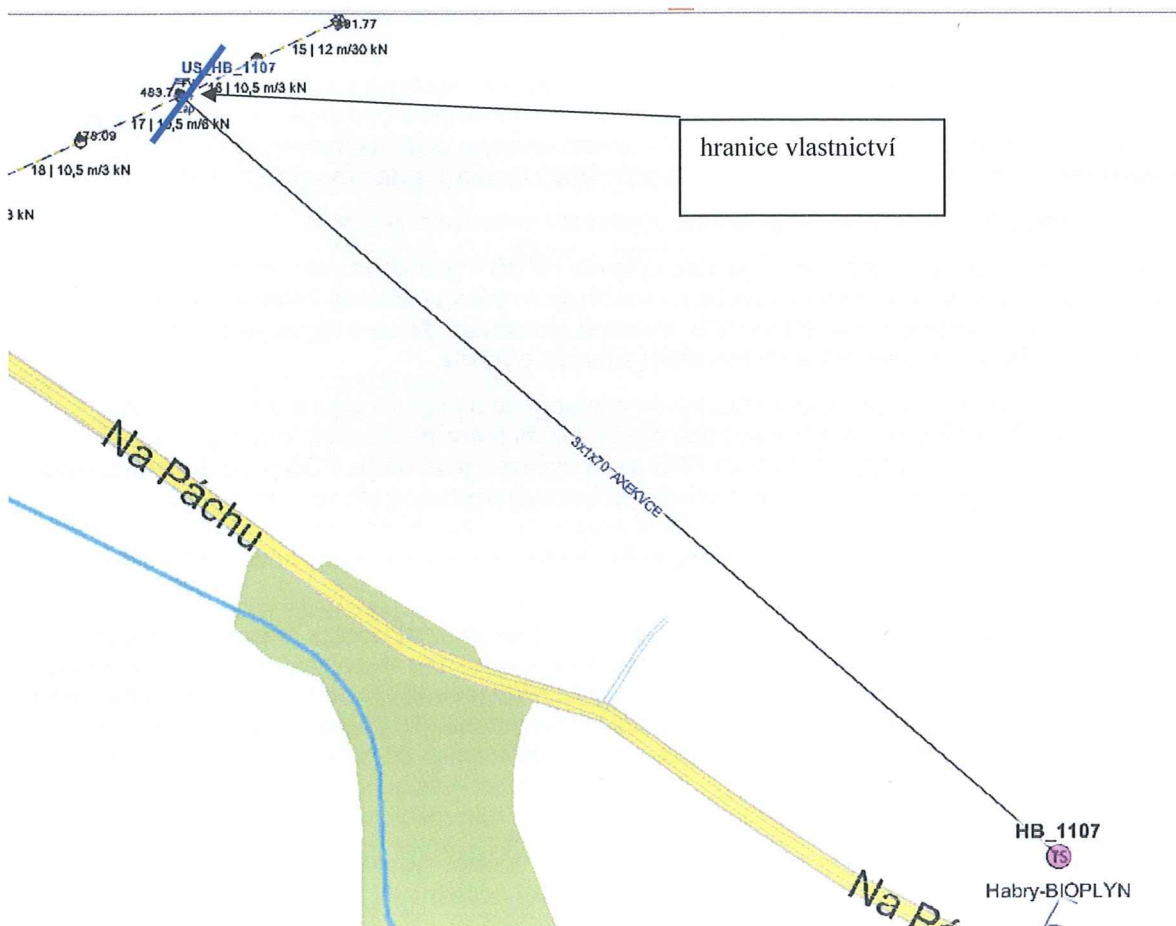 91.77
15 | 12 m/30 kN
US_HB_1107
16 | 10,5 m/3 kN
483.7
17 | 10,5 m/6 kN
478.09
18 | 10,5 m/3 kN
3 kN
hranice vlastnictví
3x1x70 AXEKVCE
Na Páchu
HB_1107
TS
Habry-BIOPLYN
Na Pá